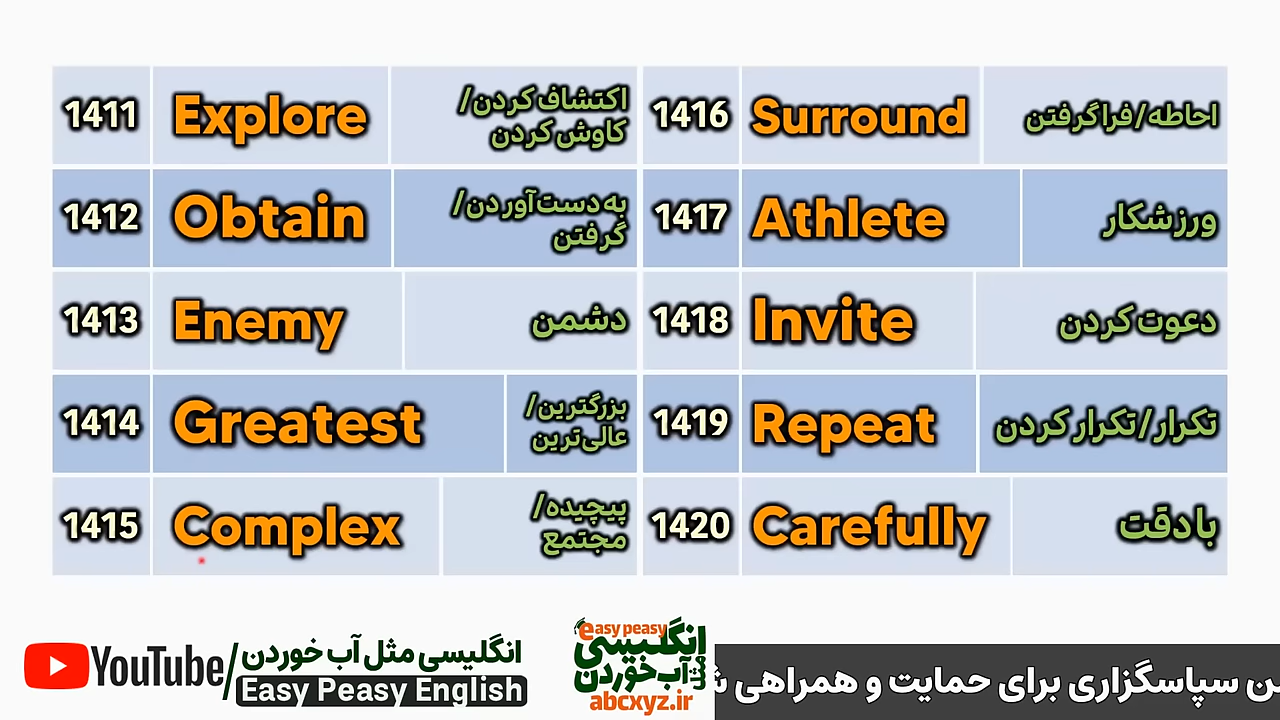 1411 Explore اکتشاف کردن/
کاوش کردن
1412 Obtain به‌دست‌آوردن/
گرفتن
1413 Enemy دشمن
1414 Greatest بزرگترین/
عالی‌ترین
1415 Complex پیچیده/
مجتمع
1416 Surround احاطه/فراگرفتن
1417 Athlete ورزشکار
1418 Invite دعوت کردن
1419 Repeat تکرار/تکرار کردن
1420 Carefully با دقت
YouTube/انگلیسی مثل آب خوردن
Easy Peasy English
easy peasy
انگلیسی
مثل آب خوردن
abcxyz.ir
سپاسگزاری برای حمایت و همراهی